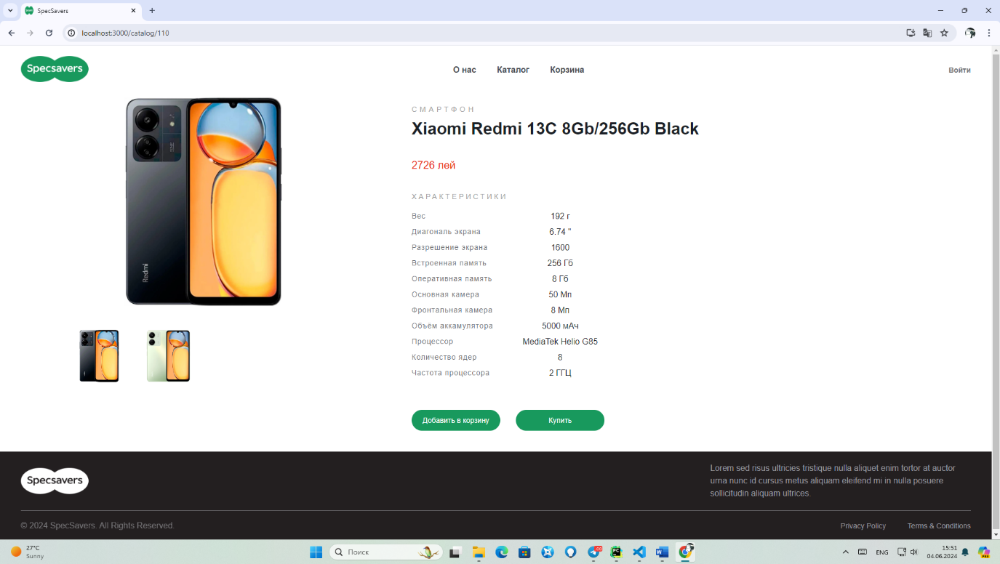 SpecSavers
localhost:3000/catalog/110
Specsavers
О нас
Каталог
Корзина
Войти
СМАРТФОН
Xiaomi Redmi 13C 8Gb/256Gb Black
2726 лей
ХАРАКТЕРИСТИКИ
Вес 192 г
Диагональ экрана 6.74 "
Разрешение экрана 1600
Встроенная память 256 Гб
Оперативная память 8 Гб
Основная камера 50 Мп
Фронтальная камера 8 Мп
Объём аккамулятора 5000 мАч
Процессор MediaTek Helio G85
Количество ядер 8
Частота процессора 2 ГГЦ
Redmi
Добавить в корзину
Купить
Specsavers
Lorem sed risus ultricies tristique nulla aliquet enim tortor at auctor
urna nunc id cursus metus aliquam eleifend mi in nulla posuere
sollicitudin aliquam ultrices.
© 2024 SpecSavers. All Rights Reserved.
Privacy Policy
Terms & Conditions
27°C
Sunny
Поиск
ENG
15:51
04.06.2024